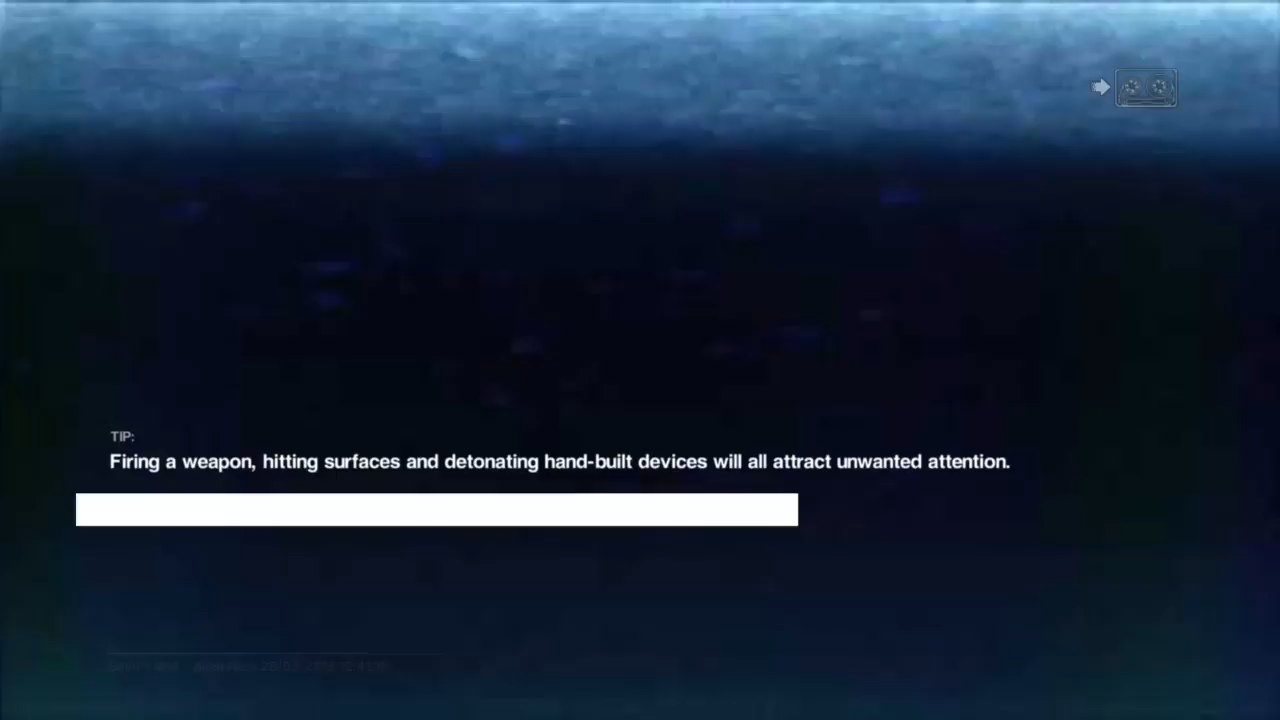 TIP:
Firing a weapon, hitting surfaces and detonating hand-built devices will all attract unwanted attention.